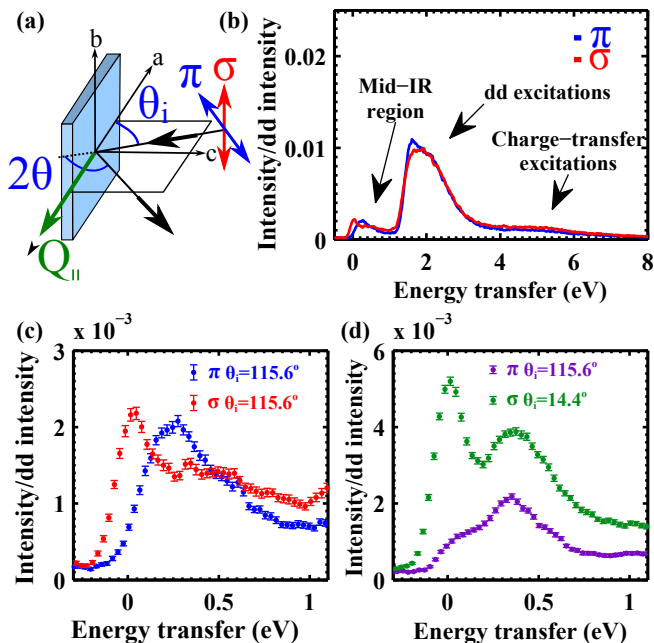 (a)
b
a
θi
π
σ
c
2θ
Q||
(b)
0.02
0.01
0
Intensity/dd intensity
π
σ
Mid−IR
region
dd excitations
Charge−transfer
excitations
0 2 4 6 8
Energy transfer (eV)
(c)
x 10⁻³
3
2
1
0
Intensity/dd intensity
π θi=115.6°
σ θi=115.6°
0 0.5 1
Energy transfer (eV)
(d)
x 10⁻³
6
4
2
0
Intensity/dd intensity
π θi=115.6°
σ θi=14.4°
0 0.5 1
Energy transfer (eV)